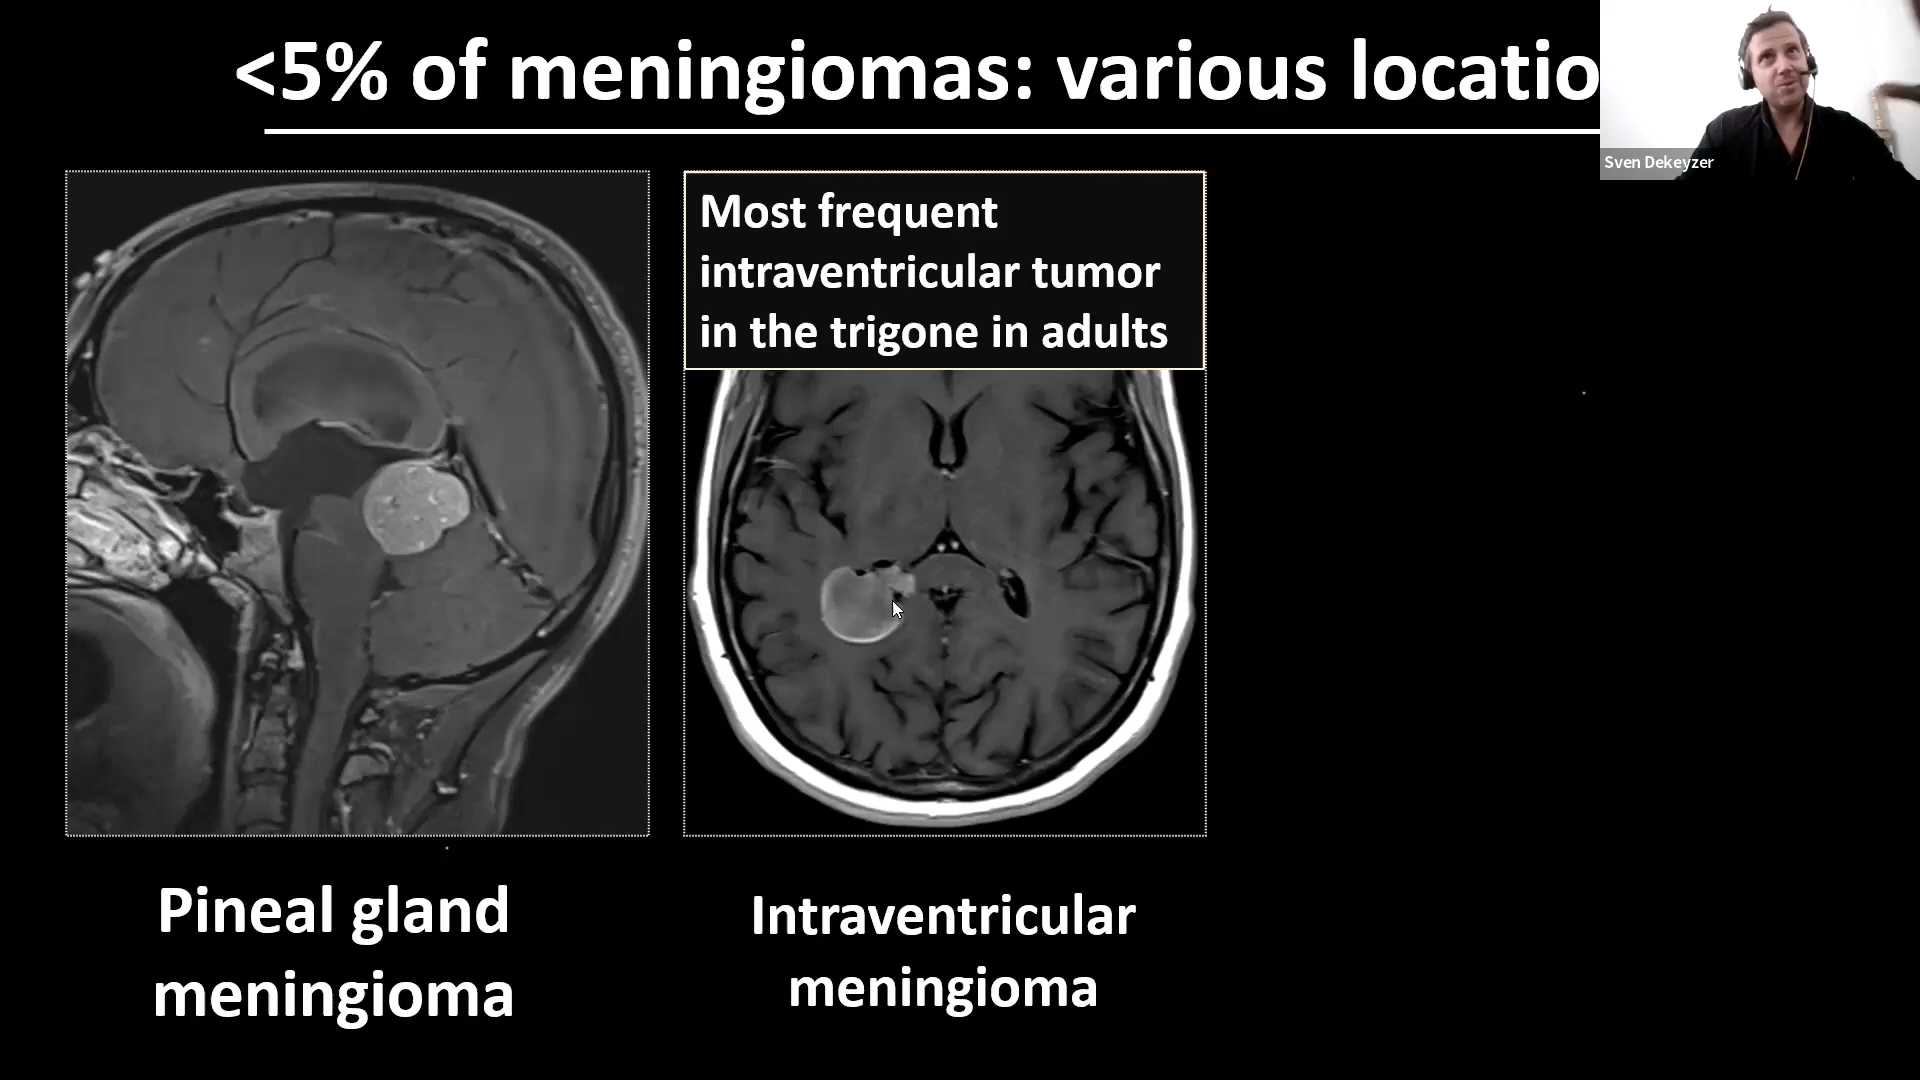 <5% of meningiomas: various locatio
Sven Dekeyzer
Most frequent
intraventricular tumor
in the trigone in adults
Pineal gland
meningioma
Intraventricular
meningioma